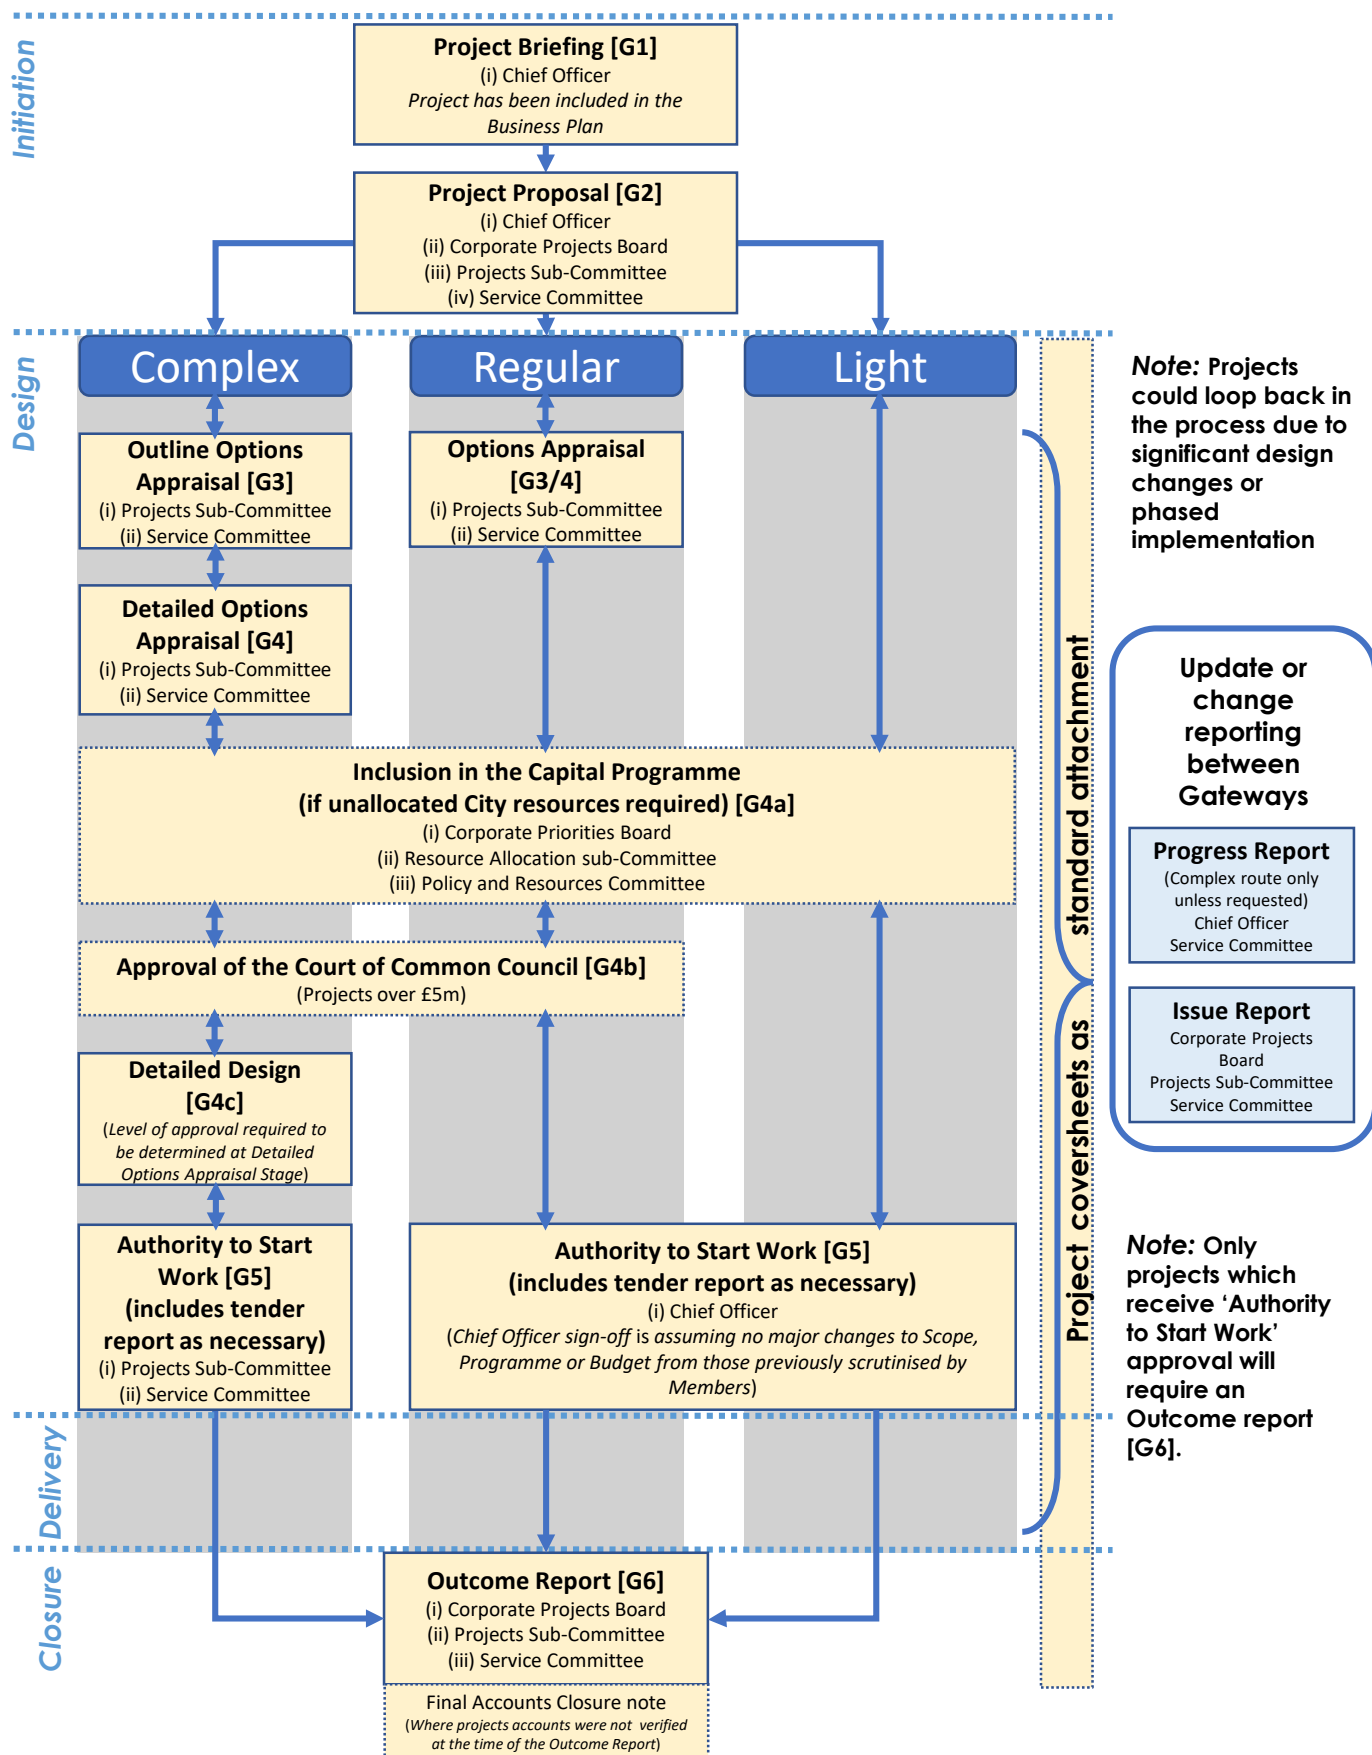 Initiation
Project Briefing [G1]
(i) Chief Officer
Project has been included in the
Business Plan
Project Proposal [G2]
(i) Chief Officer
(ii) Corporate Projects Board
(iii) Projects Sub-Committee
(iv) Service Committee
Design
Complex
Regular
Light
Outline Options
Appraisal [G3]
(i) Projects Sub-Committee
(ii) Service Committee
Options Appraisal
[G3/4]
(i) Projects Sub-Committee
(ii) Service Committee
Detailed Options
Appraisal [G4]
(i) Projects Sub-Committee
(ii) Service Committee
Inclusion in the Capital Programme
(if unallocated City resources required) [G4a]
(i) Corporate Priorities Board
(ii) Resource Allocation sub-Committee
(iii) Policy and Resources Committee
Approval of the Court of Common Council [G4b]
(Projects over £5m)
Detailed Design
[G4c]
(Level of approval required to
be determined at Detailed
Options Appraisal Stage)
Authority to Start
Work [G5]
(includes tender
report as necessary)
(i) Projects Sub-Committee
(ii) Service Committee
Authority to Start Work [G5]
(includes tender report as necessary)
(i) Chief Officer
(Chief Officer sign-off is assuming no major changes to Scope,
Programme or Budget from those previously scrutinised by
Members)
Delivery
Closure
Outcome Report [G6]
(i) Corporate Projects Board
(ii) Projects Sub-Committee
(iii) Service Committee
Final Accounts Closure note
(Where projects accounts were not verified
at the time of the Outcome Report)
Project coversheets as standard attachment
Note: Projects
could loop back in
the process due to
significant design
changes or
phased
implementation
Update or
change
reporting
between
Gateways
Progress Report
(Complex route only
unless requested)
Chief Officer
Service Committee
Issue Report
Corporate Projects
Board
Projects Sub-Committee
Service Committee
Note: Only
projects which
receive ‘Authority
to Start Work’
approval will
require an
Outcome report
[G6].